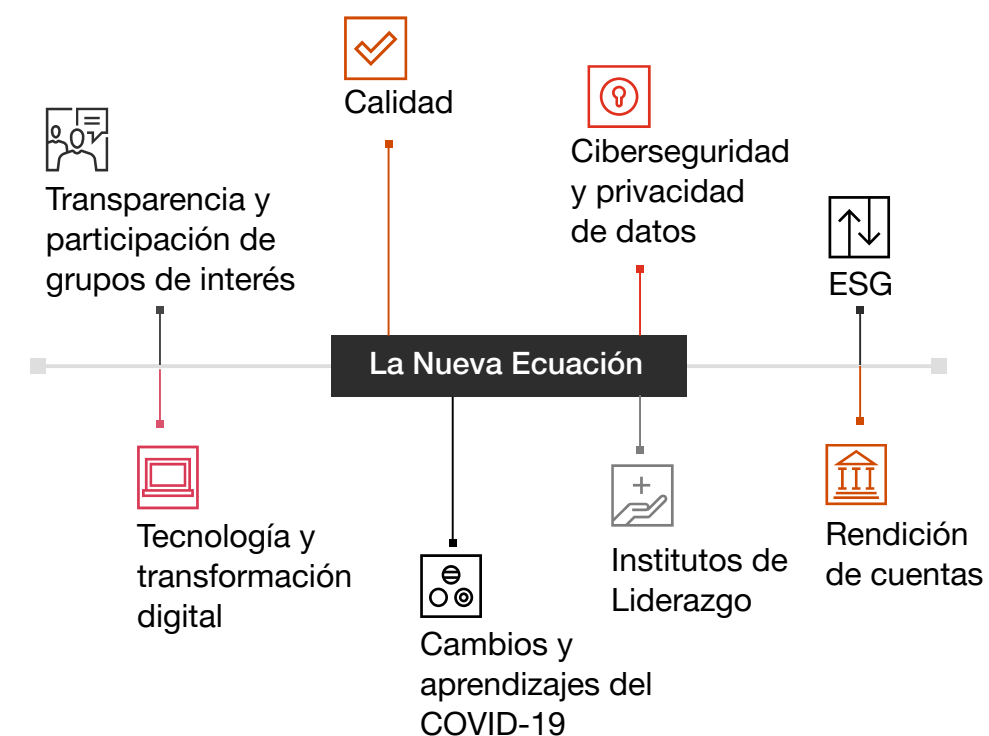 Calidad
Transparencia y
participación de
grupos de interés
Ciberseguridad
y privacidad
de datos
ESG
La Nueva Ecuación
Tecnología y
transformación
digital
Cambios y
aprendizajes del
COVID-19
Institutos de
Liderazgo
Rendición
de cuentas